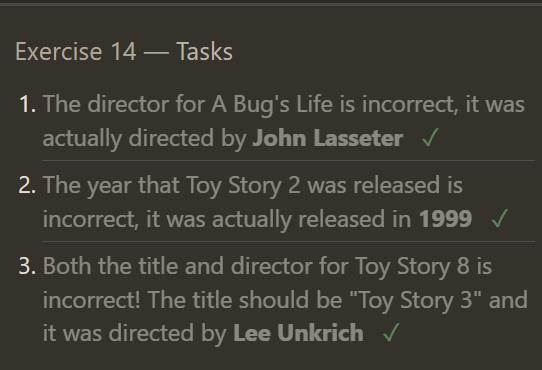 Exercise 14 — Tasks
1. The director for A Bug's Life is incorrect, it was
actually directed by John Lasseter ✓
2. The year that Toy Story 2 was released is
incorrect, it was actually released in 1999 ✓
3. Both the title and director for Toy Story 8 is
incorrect! The title should be "Toy Story 3" and
it was directed by Lee Unkrich ✓